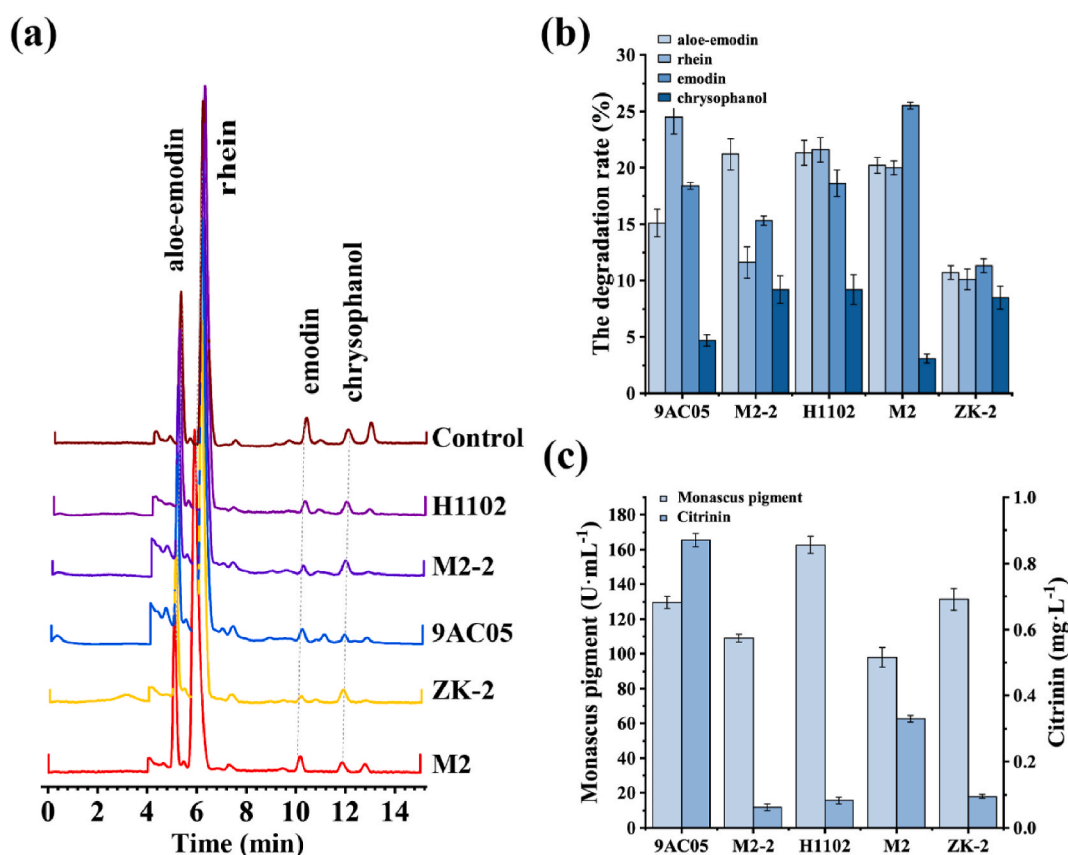 (a)
aloe-emodin
rhein
emodin
chrysophanol
Control
H1102
M2-2
9AC05
ZK-2
M2
0 2 4 6 8 10 12 14
Time (min)
(b)
aloe-emodin
rhein
emodin
chrysophanol
The degradation rate (%)
30
25
20
15
10
5
0
9AC05 M2-2 H1102 M2 ZK-2
(c)
Monascus pigment
Citrinin
Monascus pigment (U·mL⁻¹)
180
160
140
120
100
80
60
40
20
0
1.0
0.8
0.6
0.4
0.2
0.0
Citrinin (mg·L⁻¹)
9AC05 M2-2 H1102 M2 ZK-2